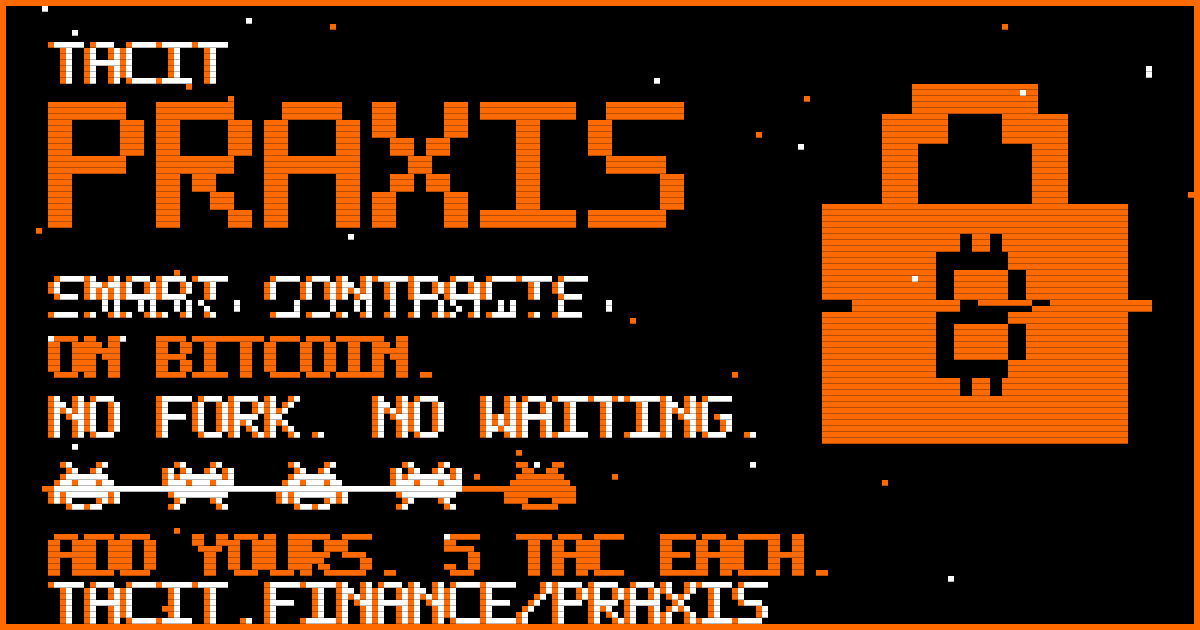 TACIT
PRAXIS
SMART CONTRACTS.
ON BITCOIN.
NO FORK. NO WAITING.
ADD YOURS. 5 TAC EACH.
TACIT.FINANCE/PRAXIS